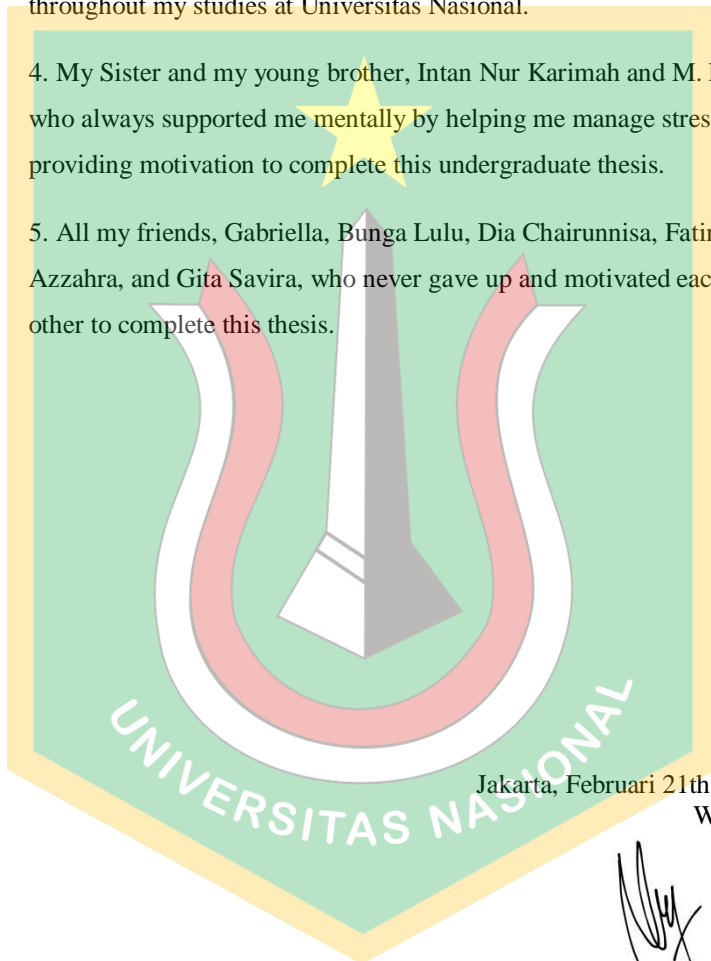 throughout my studies at Universitas Nasional.
4. My Sister and my young brother, Intan Nur Karimah and M.
who always supported me mentally by helping me manage
providing motivation to complete this undergraduate thesis.
5. All my friends, Gabriella, Bunga Lulu, Dia Chairunnisa,
Azzahra, and Gita Savira, who never gave up and motivated
other to complete this thesis.
UNIVERSITAS NASIONAL
Jakarta, Februari 21th